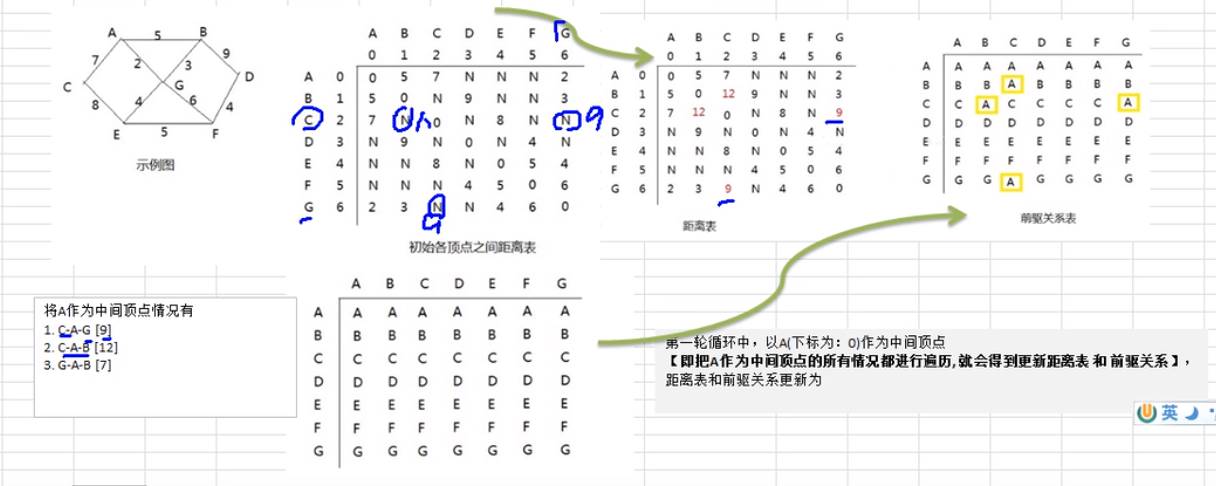 A 5 B
7 2 3 9
C G D
8 4 6 4
E 5 F
示例图
A B C D E F G
0 1 2 3 4 5 6
A 0 0 5 7 N N N 2
B 1 5 0 N 9 N N 3
C 2 7 N 0 N 8 N N 9
D 3 N 9 N 0 N 4 N
E 4 N N 8 N 0 5 4
F 5 N N N 4 5 0 6
G 6 2 3 N N 4 6 0
9
初始各顶点之间距离表
A B C D E F G
0 1 2 3 4 5 6
A 0 0 5 7 N N N 2
B 1 5 0 12 9 N N 3
C 2 7 12 0 N 8 N 9
D 3 N 9 N 0 N 4 N
E 4 N N 8 N 0 5 4
F 5 N N N 4 5 0 6
G 6 2 3 9 N 4 6 0
距离表
A B C D E F G
A A A A A A A A
B B B A B B B B
C C A C C C C A
D D D D D D D D
E E E E E E E E
F F F F F F F F
G G G A G G G G
前驱关系表
A B C D E F G
A A A A A A A A
B B B B B B B B
C C C C C C C C
D D D D D D D D
E E E E E E E E
F F F F F F F F
G G G G G G G G
将A作为中间顶点情况有
1. C-A-G [9]
2. C-A-B [12]
3. G-A-B [7]
第一轮循环中，以A(下标为：0)作为中间顶点
【即把A作为中间顶点的所有情况都进行遍历,就会得到更新距离表 和 前驱关系】，
距离表和前驱关系更新为
英